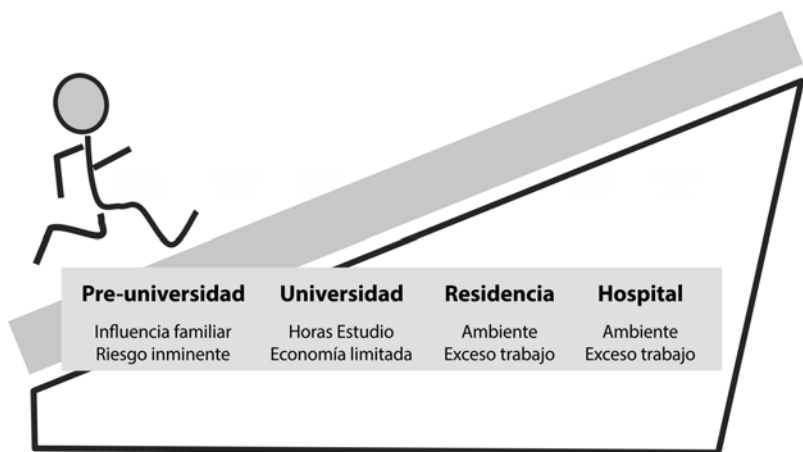 Pre-universidad Universidad Residencia Hospital
Influencia familiar Horas Estudio Ambiente Ambiente
Riesgo inminente Economía limitada Exceso trabajo Exceso trabajo